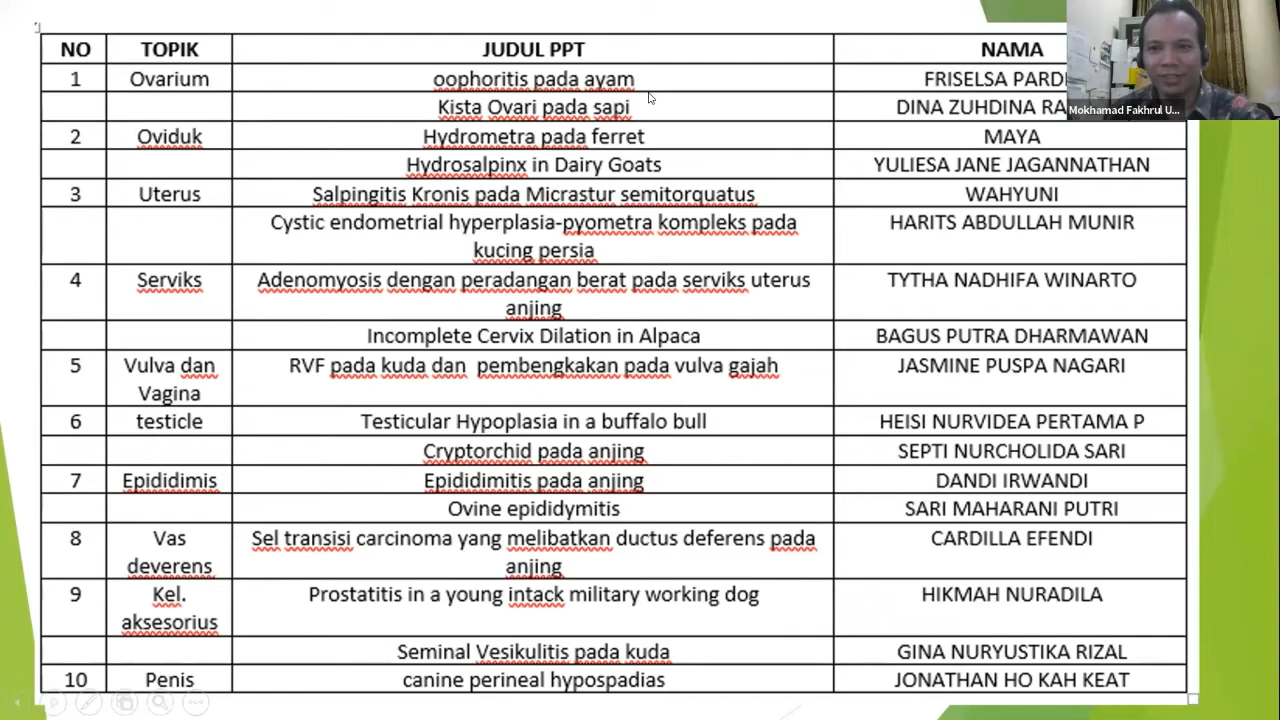 NO TOPIK JUDUL PPT NAMA
1 Ovarium oophoritis pada ayam FRISELSA
Kista Ovari pada sapi DINA ZUHDINA
Mokhamad Fakhrul U...
2 Oviduk Hydrometra pada ferret MAYA
Hydrosalpinx in Dairy Goats YULIESA JANE JAGANNATHAN
3 Uterus Salpingitis Kronis pada Micrastur semitorquatus WAHYUNI
Cystic endometrial hyperplasia-pyometra kompleks pada HARITS ABDULLAH MUNIR
kucing persia
4 Serviks Adenomyosis dengan peradangan berat pada serviks uterus TYTHA NADHIFA WINARTO
anjing
Incomplete Cervix Dilation in Alpaca BAGUS PUTRA DHARMAWAN
5 Vulva dan RVF pada kuda dan pembengkakan pada vulva gajah JASMINE PUSPA NAGARI
Vagina
6 testicle Testicular Hypoplasia in a buffalo bull HEISI NURVIDEA PERTAMA P
Cryptorchid pada anjing SEPTI NURCHOLIDA SARI
7 Epididimis Epididimitis pada anjing DANDI IRWANDI
Ovine epididymitis SARI MAHARANI PUTRI
8 Vas Sel transisi carcinoma yang melibatkan ductus deferens pada CARDILLA EFENDI
deverens anjing
9 Kel. Prostatitis in a young intack military working dog HIKMAH NURADILA
aksesorius
Seminal Vesikulitis pada kuda GINA NURYUSTIKA RIZAL
10 Penis canine perineal hypospadias JONATHAN HO KAH KEAT